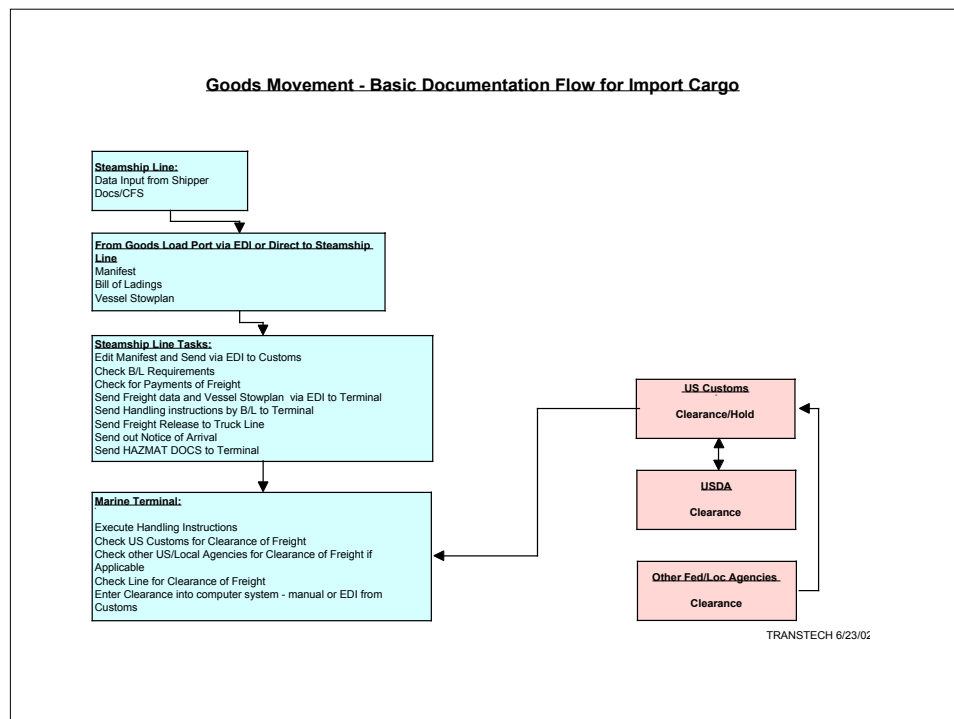 Goods Movement - Basic Documentation Flow for Import Cargo
Steamship Line:
Data Input from Shipper
Docs/CFS
From Goods Load Port via EDI or Direct to Steamship
Line
Manifest
Bill of Ladings
Vessel Stowplan
Steamship Line Tasks:
Edit Manifest and Send via EDI to Customs
Check B/L Requirements
Check for Payments of Freight
Send Freight data and Vessel Stowplan via EDI to Terminal
Send Handling instructions by B/L to Terminal
Send Freight Release to Truck Line
Send out Notice of Arrival
Send HAZMAT DOCS to Terminal
Marine Terminal:
Execute Handling Instructions
Check US Customs for Clearance of Freight
Check other US/Local Agencies for Clearance of Freight if
Applicable
Check Line for Clearance of Freight
Enter Clearance into computer system - manual or EDI from
Customs
US Customs
Clearance/Hold
USDA
Clearance
Other Fed/Loc Agencies
Clearance
TRANSTECH 6/23/02